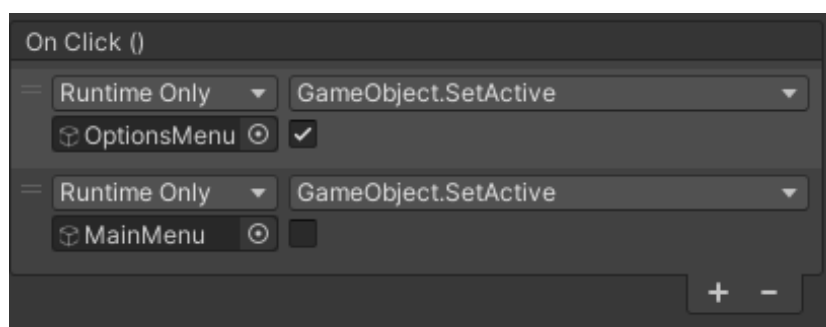 On Click ()
Runtime Only GameObject.SetActive
OptionsMenu
Runtime Only GameObject.SetActive
MainMenu
+ -